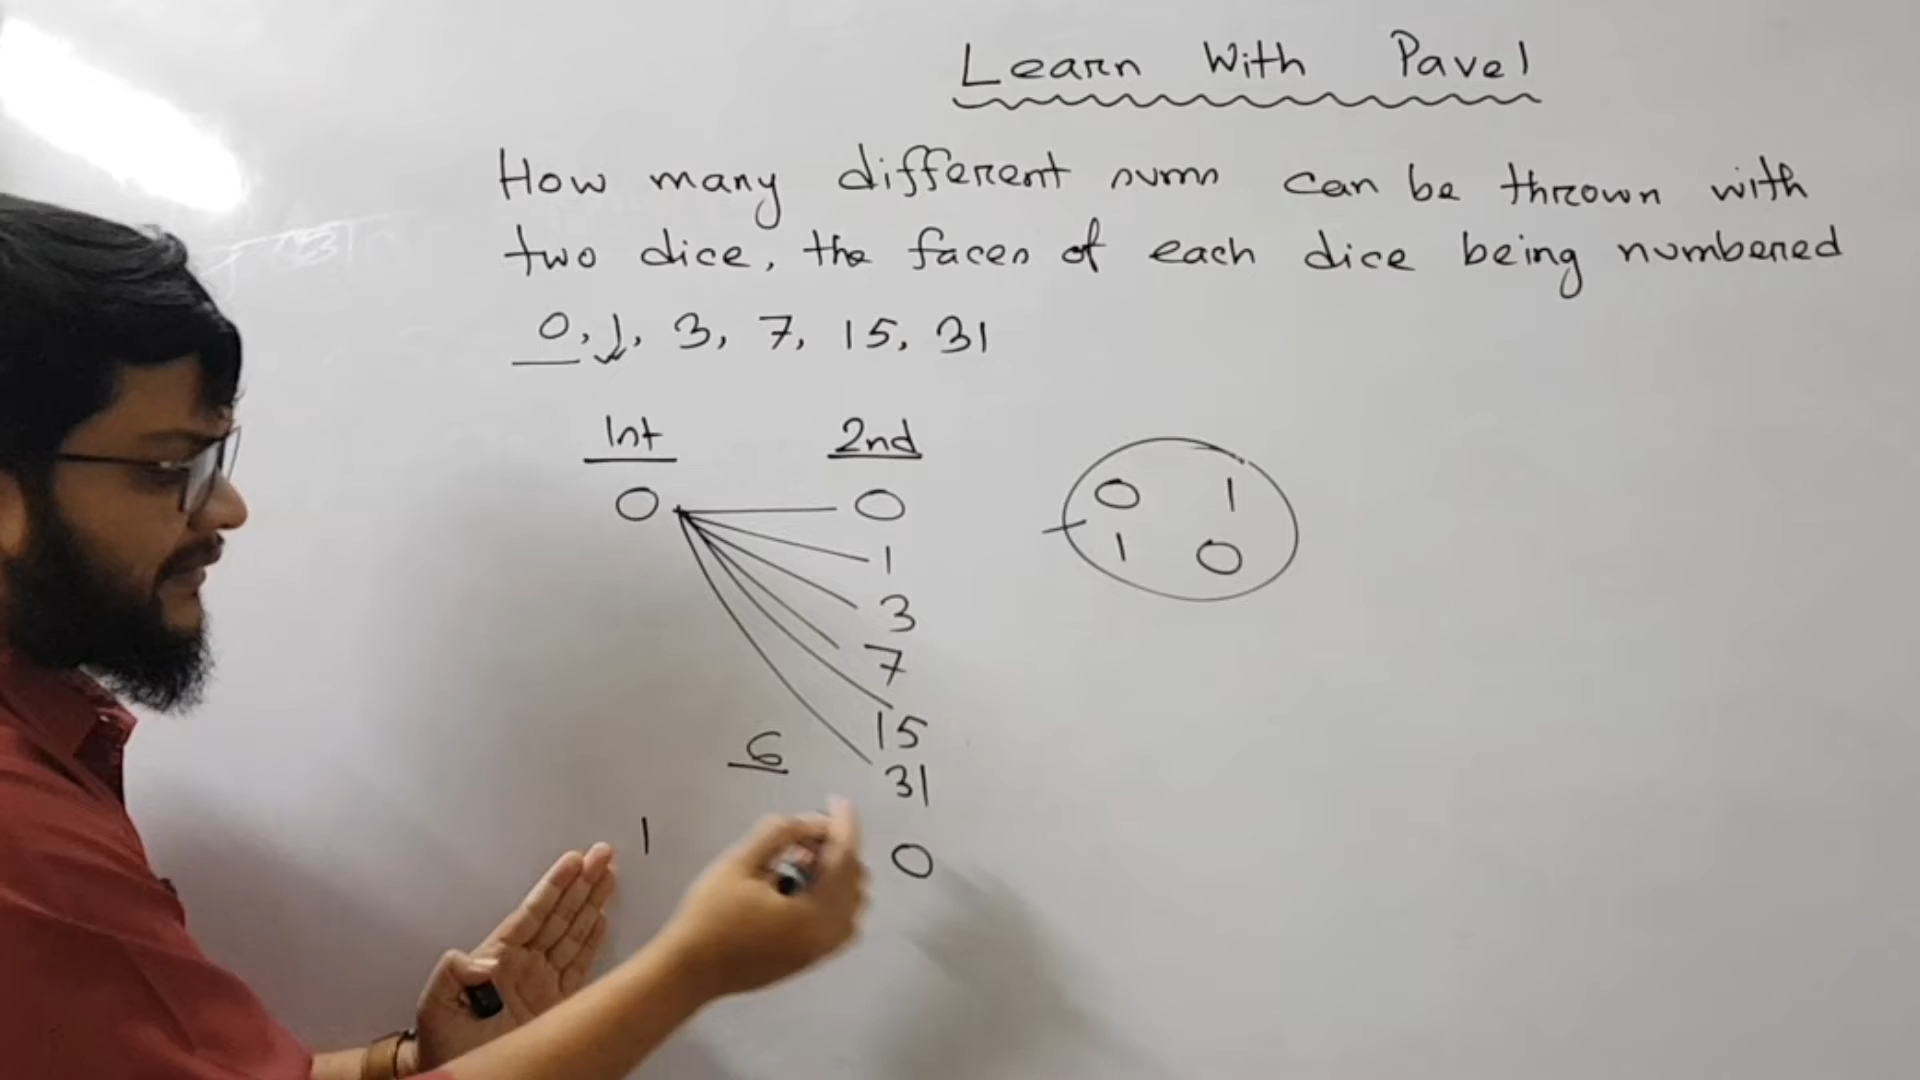 Learn With Pavel
How many different sums can be thrown with
two dice, the faces of each dice being numbered
0, 1, 3, 7, 15, 31
1st 2nd
0 0
1
3
7
15
31
6
1 0
0 1
1 0